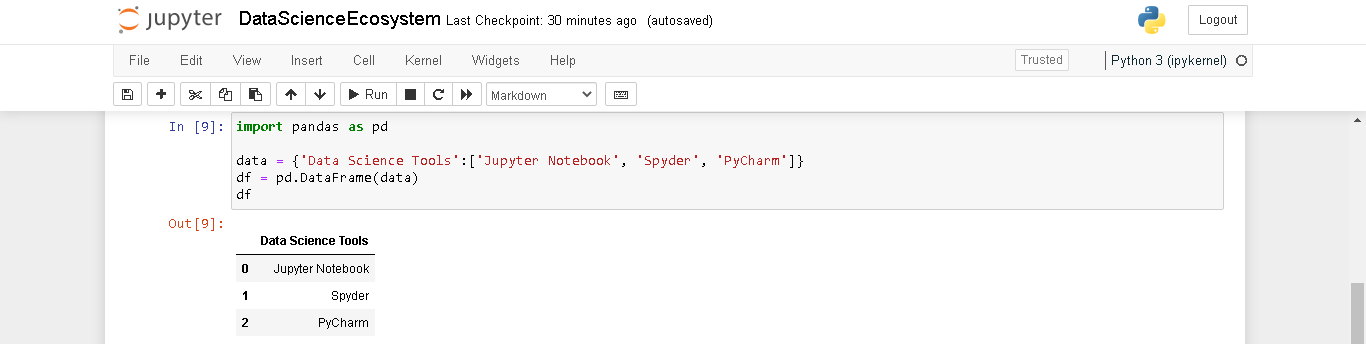 jupyter DataScienceEcosystem Last Checkpoint: 30 minutes ago (autosaved) Logout
File Edit View Insert Cell Kernel Widgets Help Trusted Python 3 (ipykernel)
Run Markdown
In [9]: import pandas as pd
data = {'Data Science Tools':['Jupyter Notebook', 'Spyder', 'PyCharm']}
df = pd.DataFrame(data)
df
Out[9]:
Data Science Tools
0 Jupyter Notebook
1 Spyder
2 PyCharm